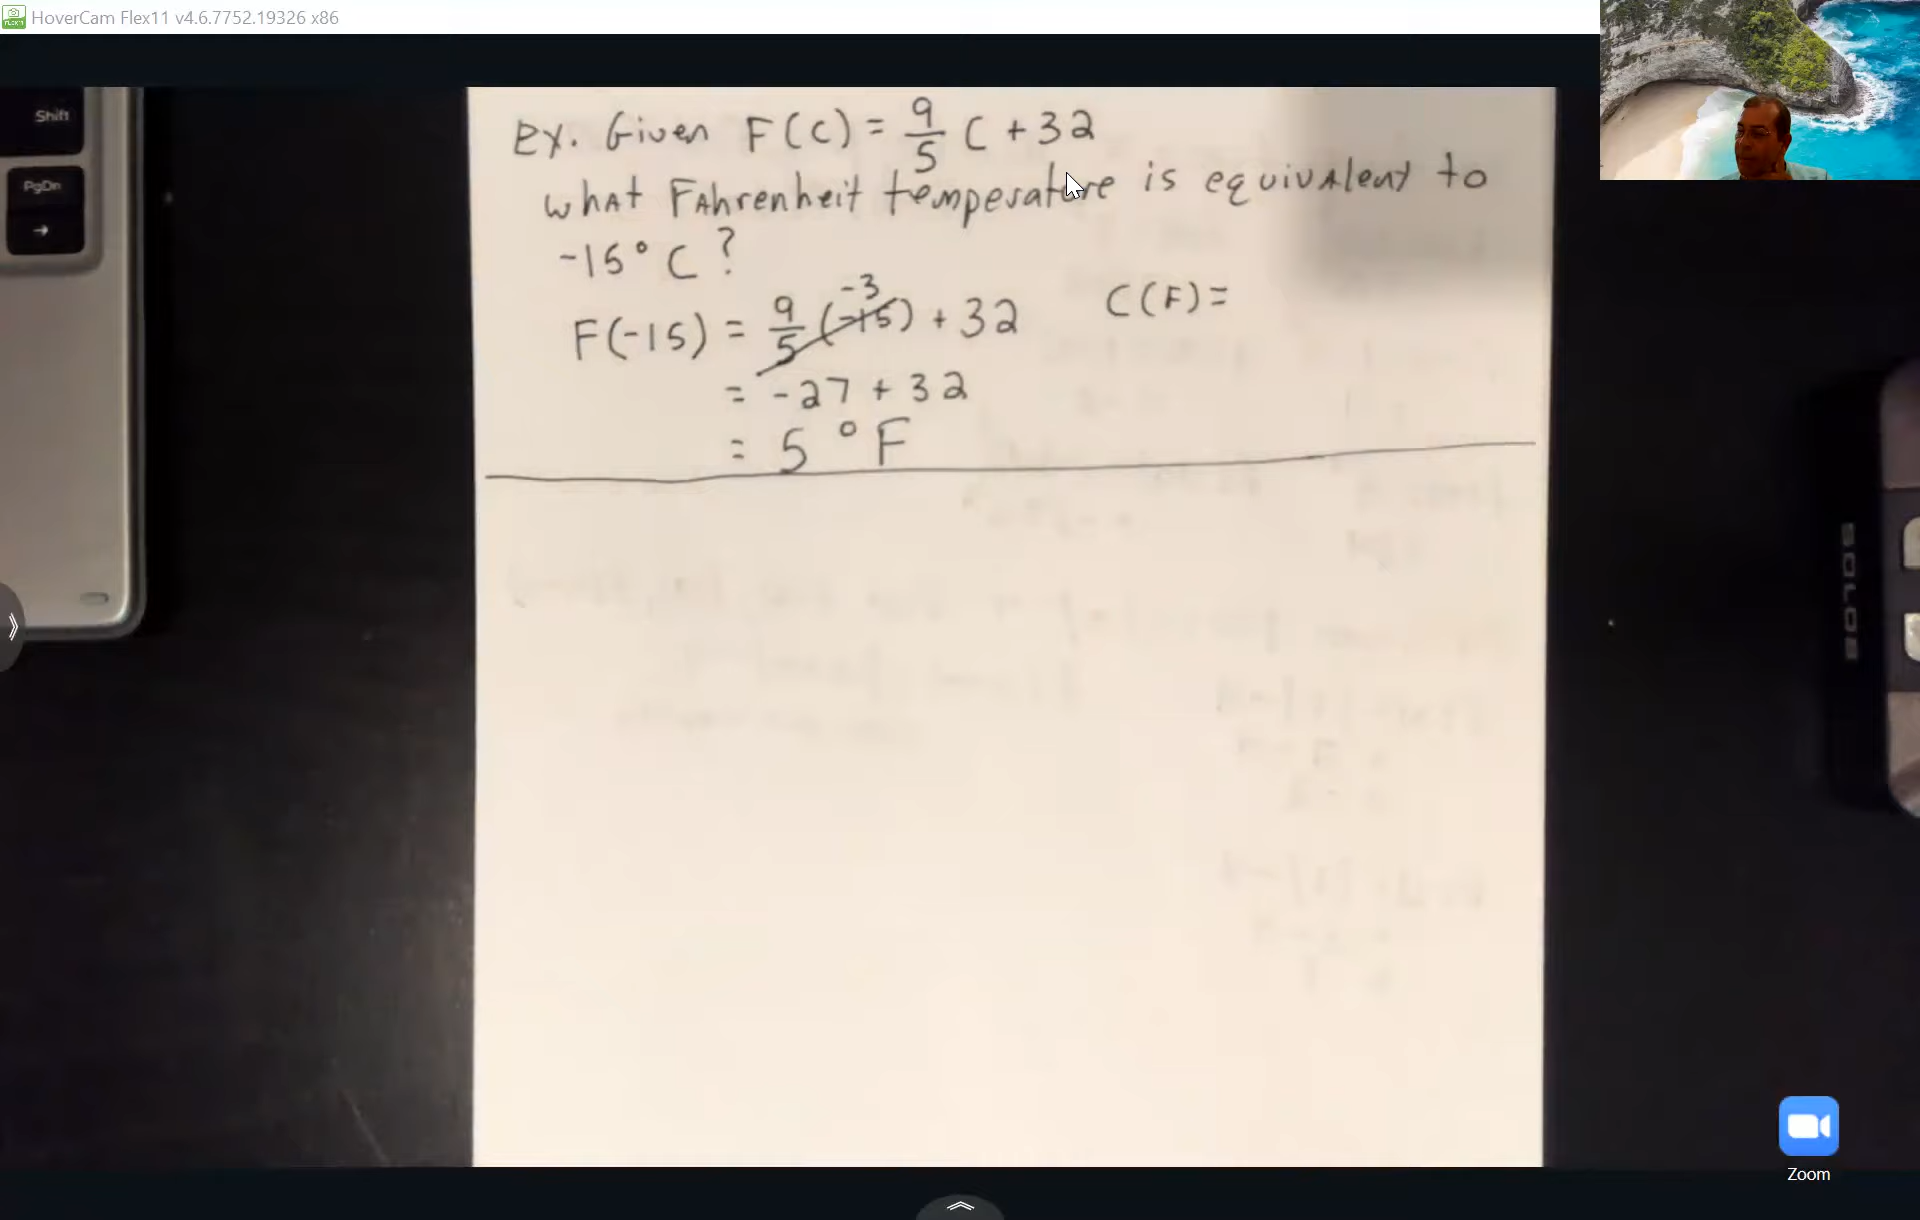 HoverCam Flex11 v4.6.7752.19326 x86
Shift
PgDn
→
Ex. Given F(C) = 9/5 C + 32
what Fahrenheit temperature is equivalent to
-15° C ?
F(-15) = 9/5 (-15) -3 + 32
C(F) =
= -27 + 32
= 5 °F
Zoom